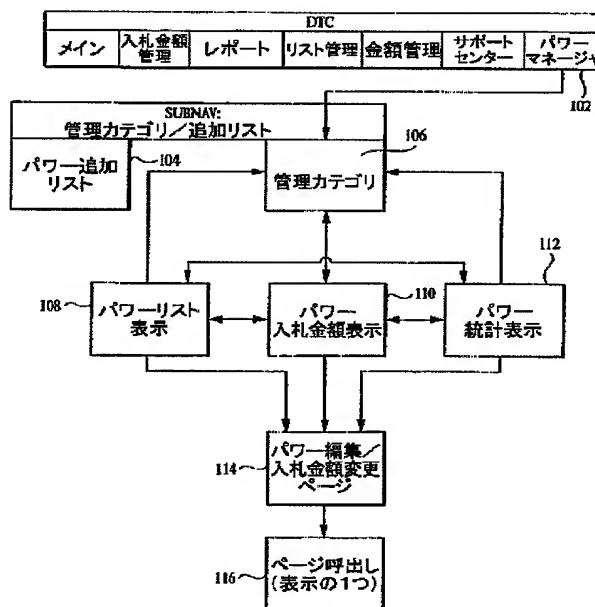 DTC
メイン
入札金額
管理
レポート
リスト管理
金額管理
サポート
センター
パワー
マネージャ
102
SUBNAV:
管理カテゴリ/追加リスト
パワー追加
リスト
104
106
管理カテゴリ
108
パワーリスト
表示
110
パワー
入札金額表示
112
パワー
統計表示
114
パワー編集/
入札金額変更
ページ
116
ページ呼出し
(表示の1つ)